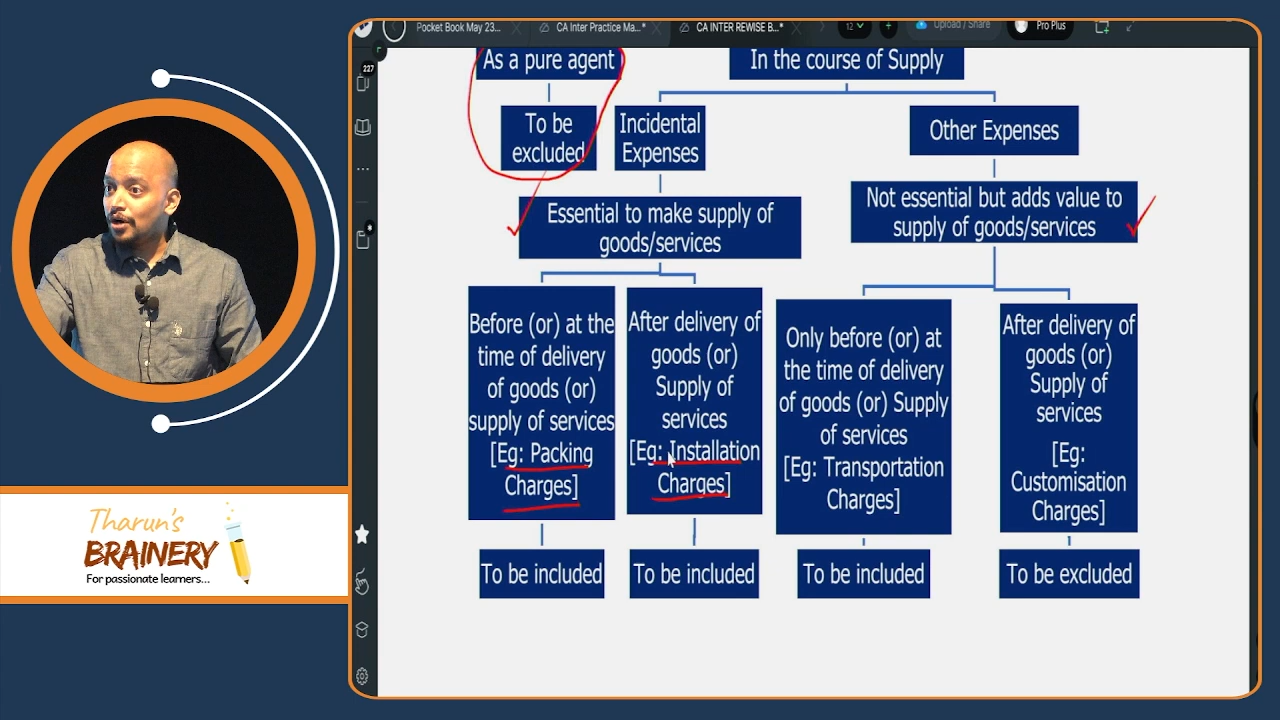 Pocket Book May 23...
CA Inter Practice Ma...*
CA INTER REWISE B...*
12
Upload / Share
Pro Plus
227
As a pure agent
In the course of Supply
To be
excluded
Incidental
Expenses
Other Expenses
Essential to make supply of
goods/services
Not essential but adds value to
supply of goods/services
Before (or) at the
time of delivery
of goods (or)
supply of services
[Eg: Packing
Charges]
After delivery of
goods (or)
Supply of
services
[Eg: Installation
Charges]
Only before (or) at
the time of delivery
of goods (or) Supply
of services
[Eg: Transportation
Charges]
After delivery of
goods (or)
Supply of
services
[Eg:
Customisation
Charges]
To be included
To be included
To be included
To be excluded
Tharun's
BRAINERY
For passionate learners...